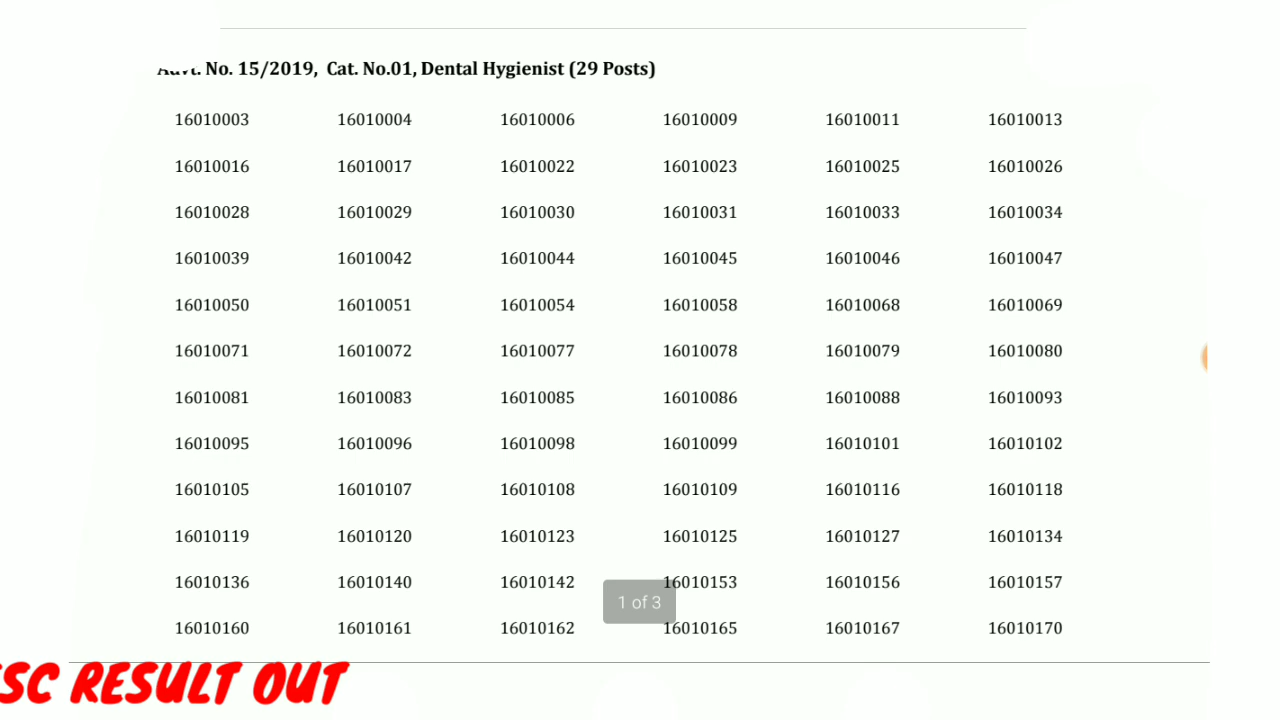 No. 15/2019, Cat. No.01, Dental Hygienist (29 Posts)
16010003 16010004 16010006 16010009 16010011 16010013
16010016 16010017 16010022 16010023 16010025 16010026
16010028 16010029 16010030 16010031 16010033 16010034
16010039 16010042 16010044 16010045 16010046 16010047
16010050 16010051 16010054 16010058 16010068 16010069
16010071 16010072 16010077 16010078 16010079 16010080
16010081 16010083 16010085 16010086 16010088 16010093
16010095 16010096 16010098 16010099 16010101 16010102
16010105 16010107 16010108 16010109 16010116 16010118
16010119 16010120 16010123 16010125 16010127 16010134
16010136 16010140 16010142 16010153 16010156 16010157
1 of 3
16010160 16010161 16010162 16010165 16010167 16010170
SC RESULT OUT